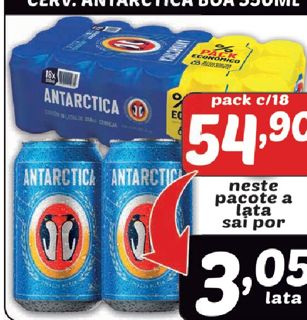 CERV. ANTARCTICA BOA 350ML
18x
PACK
ECONÔMICO
ANTARCTICA
pack c/18
54,90
ANTARCTICA
ANTARCTICA
neste
pacote a
lata
sai por
3,05
lata